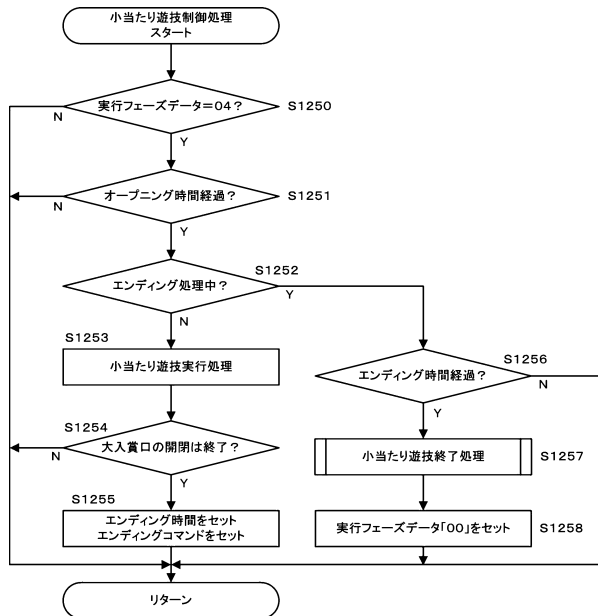 小当たり遊技制御処理
スタート
実行フェーズデータ＝０４？
S1250
N
Y
オープニング時間経過？
S1251
N
Y
エンディング処理中？
S1252
Y
N
S1253
小当たり遊技実行処理
エンディング時間経過？
S1256
N
Y
S1254
大入賞口の開閉は終了？
N
Y
小当たり遊技終了処理
S1257
S1255
エンディング時間をセット
エンディングコマンドをセット
実行フェーズデータ「００」をセット
S1258
リターン